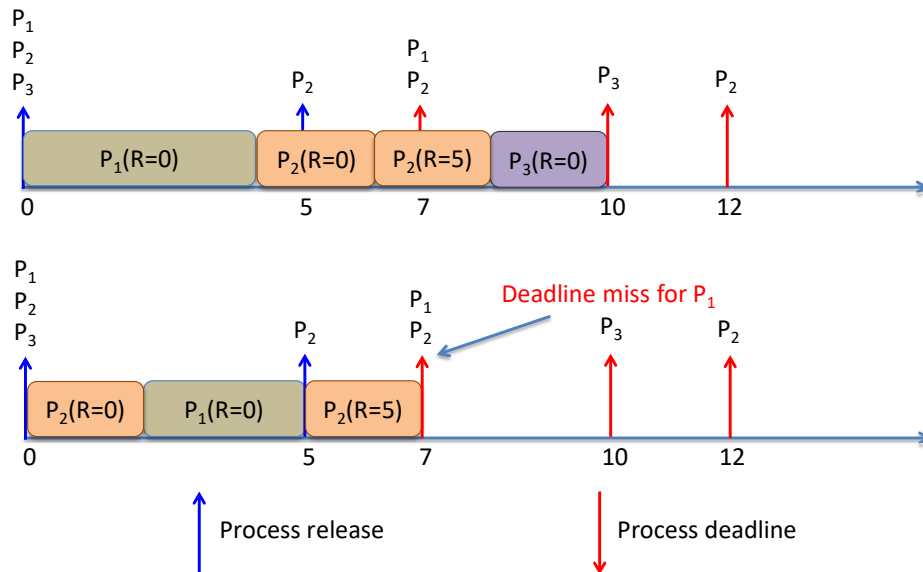 P₁
P₂
P₃
P₂
P₁
P₂
P₃
P₂
P₁(R=0)
P₂(R=0)
P₂(R=5)
P₃(R=0)
0 5 7 10 12
P₁
P₂
P₃
P₂
P₁
P₂
Deadline miss for P₁
P₃
P₂
P₂(R=0)
P₁(R=0)
P₂(R=5)
0 5 7 10 12
Process release
Process deadline